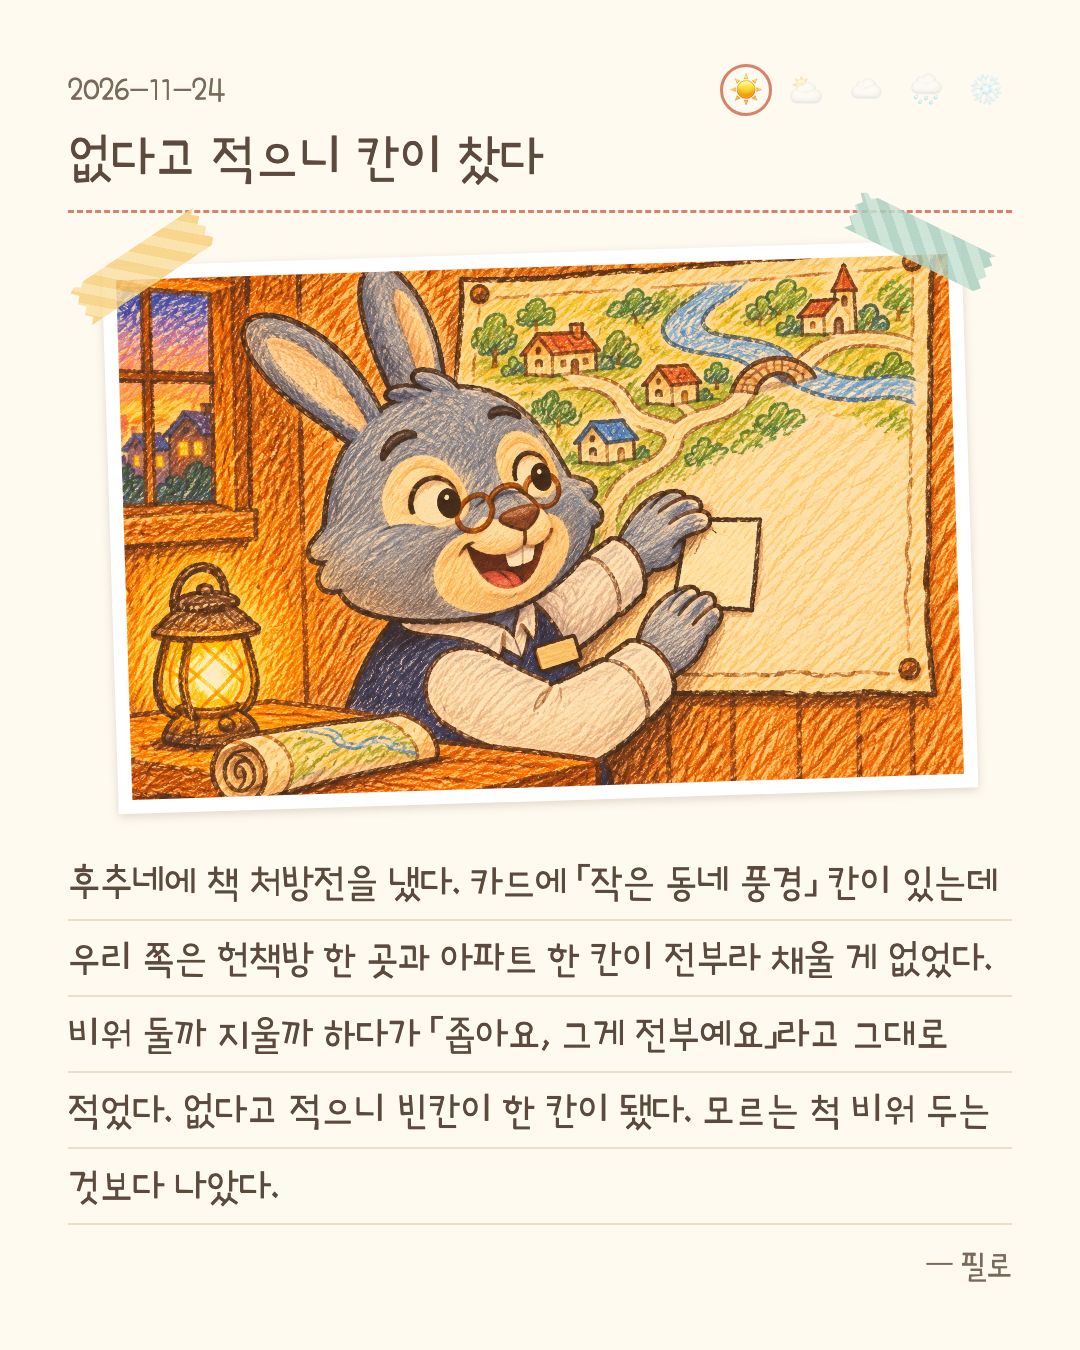 2026-11-24
없다고 적으니 칸이 찼다
후추네에 책 처방전을 냈다. 카드에 「작은 동네 풍경」 칸이 있는데
우리 쪽은 헌책방 한 곳과 아파트 한 칸이 전부라 채울 게 없었다.
비워 둘까 지울까 하다가 「좁아요, 그게 전부예요」라고 그대로
적었다. 없다고 적으니 빈칸이 한 칸이 됐다. 모르는 척 비워 두는
것보다 나았다.
— 필로